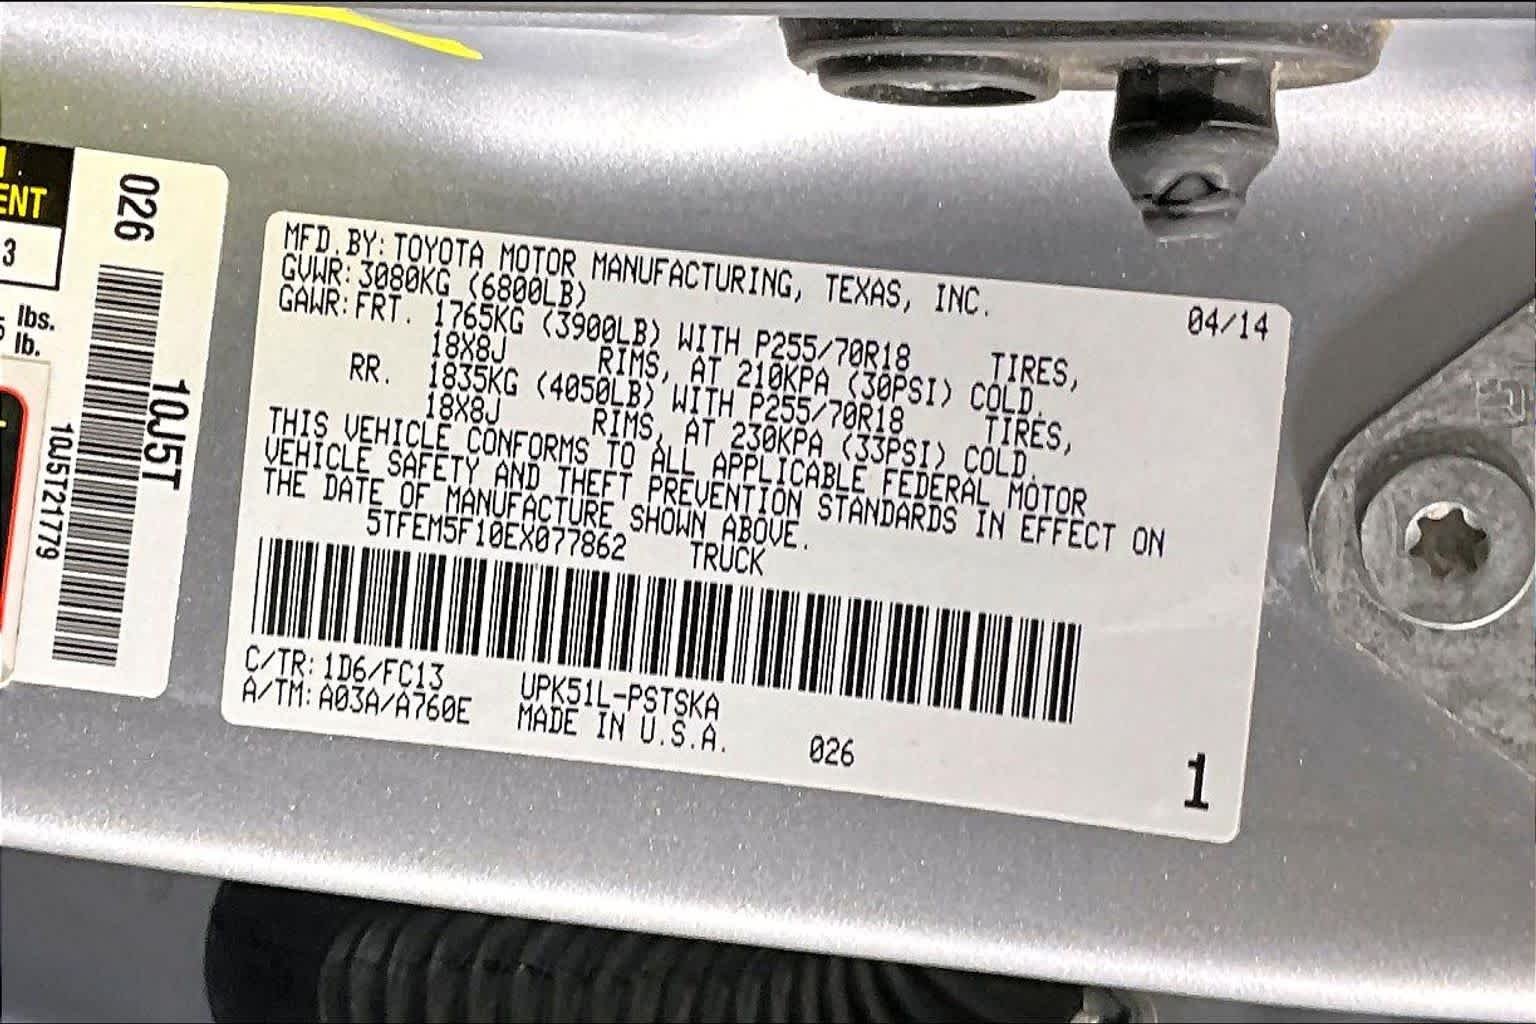 ENT
3
lbs.
lb.
026
10J5T
10J5T21779
MFD. BY: TOYOTA MOTOR MANUFACTURING, TEXAS, INC. 04/14
GVWR: 3080KG (6800LB)
GAWR: FRT. 1765KG (3900LB) WITH P255/70R18 TIRES,
18X8J RIMS, AT 210KPA (30PSI) COLD.
RR. 1835KG (4050LB) WITH P255/70R18 TIRES,
18X8J RIMS, AT 230KPA (33PSI) COLD.
THIS VEHICLE CONFORMS TO ALL APPLICABLE FEDERAL MOTOR
VEHICLE SAFETY AND THEFT PREVENTION STANDARDS IN EFFECT ON
THE DATE OF MANUFACTURE SHOWN ABOVE.
5TFEM5F10EX077862 TRUCK
C/TR: 1D6/FC13 UPK51L-PSTSKA
A/TM: A03A/A760E MADE IN U.S.A. 026
1